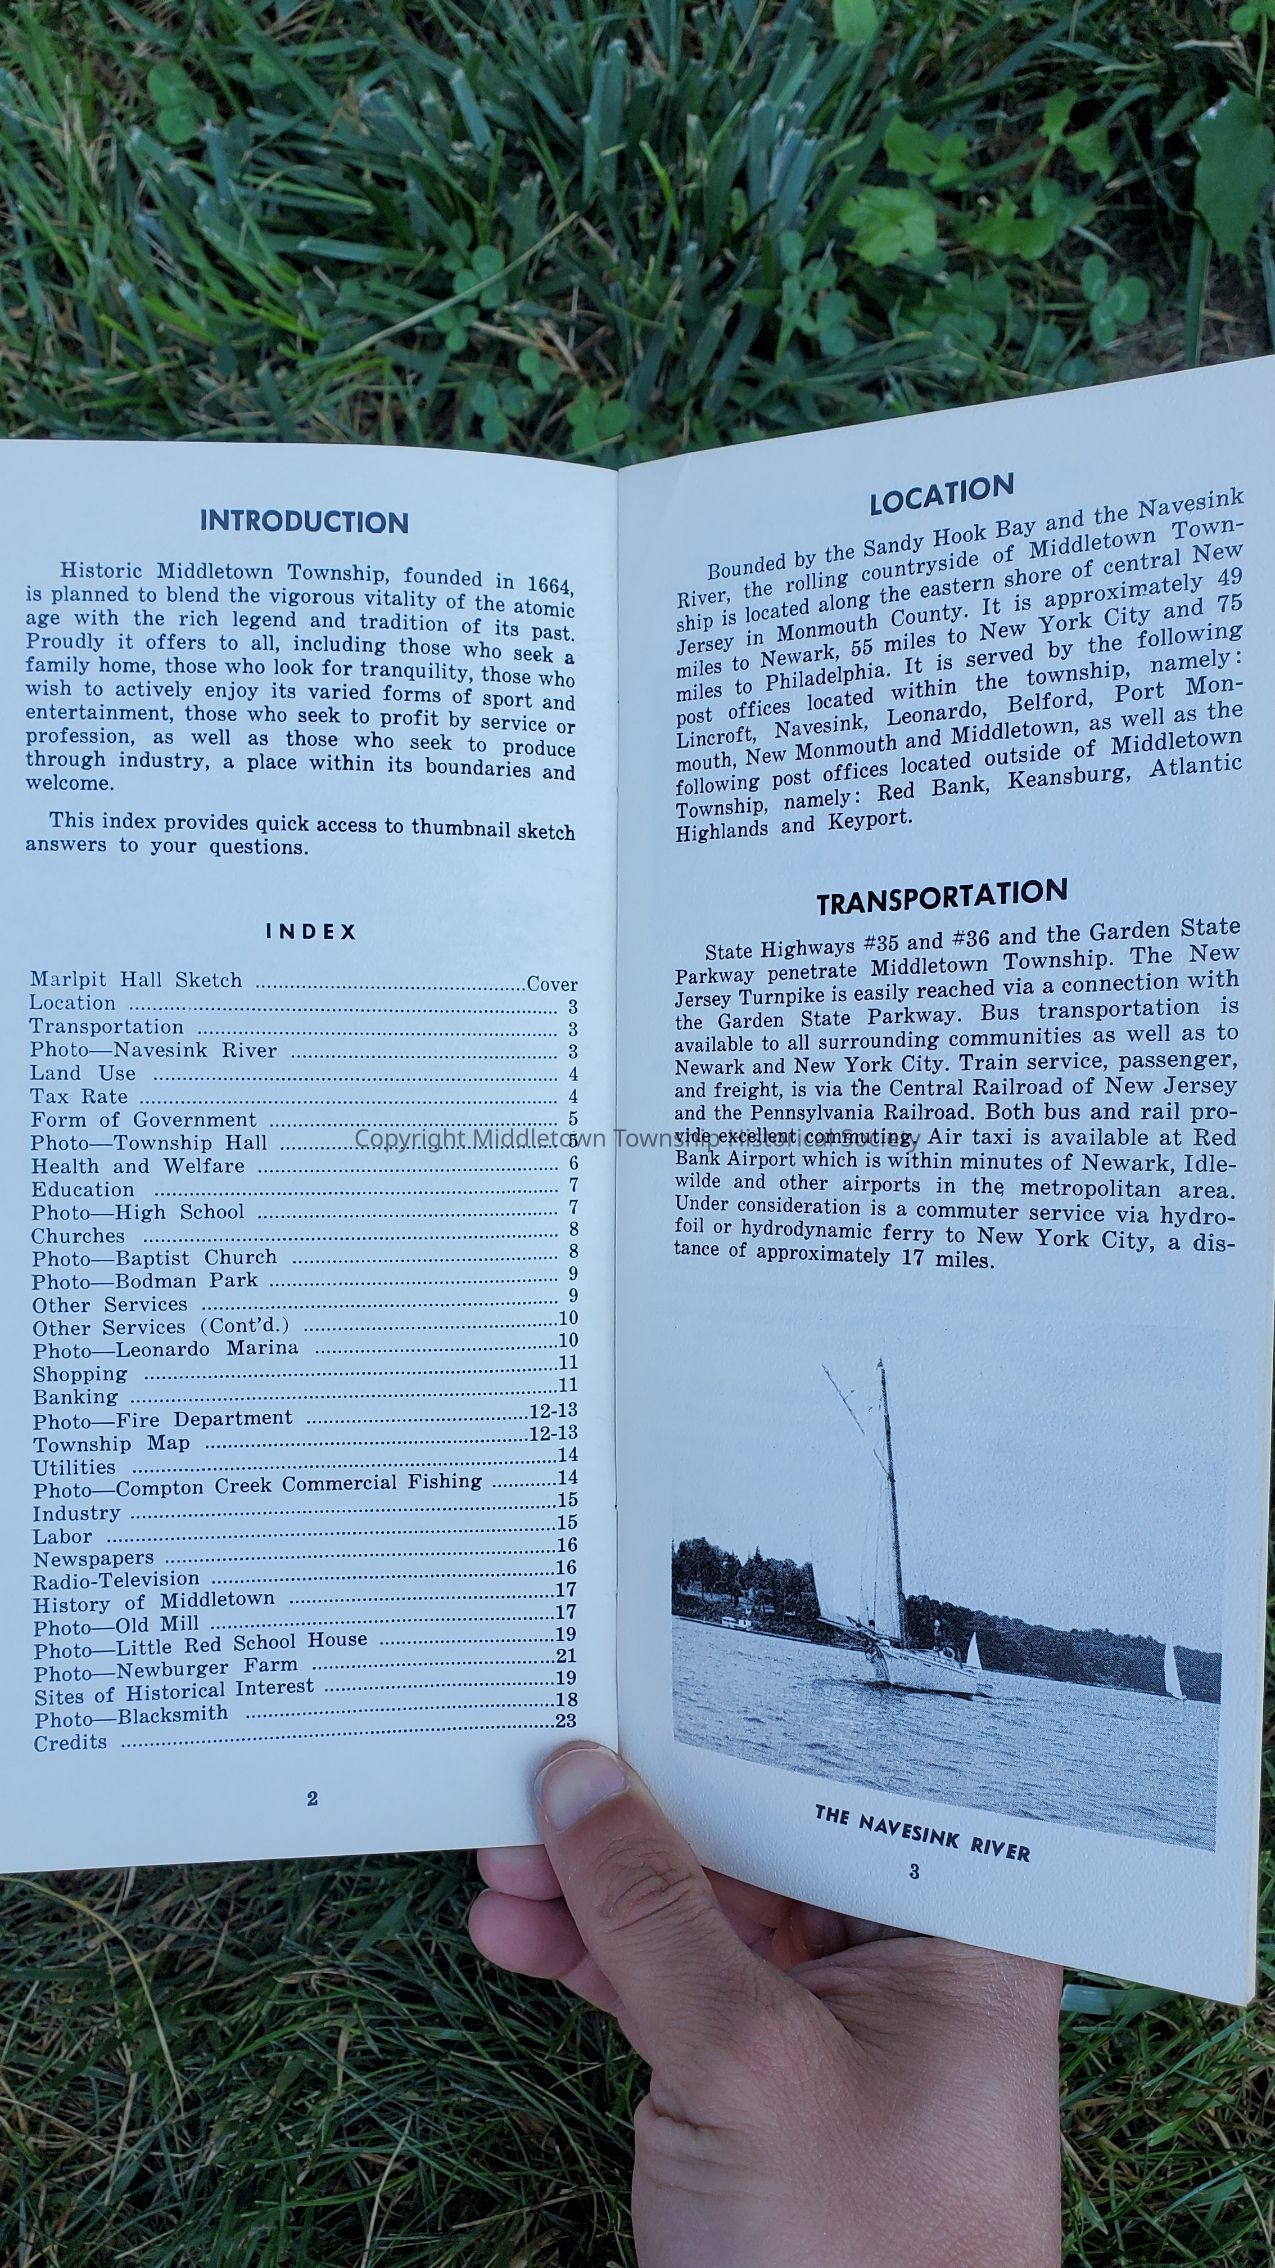 INTRODUCTION
Historic Middletown Township, founded in 1664,
is planned to blend the vigorous vitality of the atomic
age with the rich legend and tradition of its past.
Proudly it offers to all, including those who seek a
family home, those who look for tranquility, those who
wish to actively enjoy its varied forms of sport and
entertainment, those who seek to profit by service or
profession, as well as those who seek to produce
through industry, a place within its boundaries and
welcome.
This index provides quick access to thumbnail sketch
answers to your questions.
INDEX
Marlpit Hall Sketch ........ Cover
Location ........ 3
Transportation ........ 3
Photo—Navesink River ........ 3
Land Use ........ 4
Tax Rate ........ 4
Form of Government ........ 5
Photo—Township Hall ........ 5
Health and Welfare ........ 6
Education ........ 7
Photo—High School ........ 7
Churches ........ 8
Photo—Baptist Church ........ 8
Photo—Bodman Park ........ 9
Other Services ........ 9
Other Services (Cont'd.) ........ 10
Photo—Leonardo Marina ........ 10
Shopping ........ 11
Banking ........ 11
Photo—Fire Department ........ 12-13
Township Map ........ 12-13
Utilities ........ 14
Photo—Compton Creek Commercial Fishing ........ 14
Industry ........ 15
Labor ........ 15
Newspapers ........ 16
Radio-Television ........ 16
History of Middletown ........ 17
Photo—Old Mill ........ 17
Photo—Little Red School House ........ 19
Photo—Newburger Farm ........ 21
Sites of Historical Interest ........ 19
Photo—Blacksmith ........ 18
Credits ........ 23
2
LOCATION
Bounded by the Sandy Hook Bay and the Navesink
River, the rolling countryside of Middletown Town-
ship is located along the eastern shore of central New
Jersey in Monmouth County. It is approximately 49
miles to Newark, 55 miles to New York City and 75
miles to Philadelphia. It is served by the following
post offices located within the township, namely:
Lincroft, Navesink, Leonardo, Belford, Port Mon-
mouth, New Monmouth and Middletown, as well as the
following post offices located outside of Middletown
Township, namely: Red Bank, Keansburg, Atlantic
Highlands and Keyport.
TRANSPORTATION
State Highways #35 and #36 and the Garden State
Parkway penetrate Middletown Township. The New
Jersey Turnpike is easily reached via a connection with
the Garden State Parkway. Bus transportation is
available to all surrounding communities as well as to
Newark and New York City. Train service, passenger,
and freight, is via the Central Railroad of New Jersey
and the Pennsylvania Railroad. Both bus and rail pro-
vide excellent commuting. Air taxi is available at Red
Bank Airport which is within minutes of Newark, Idle-
wilde and other airports in the metropolitan area.
Under consideration is a commuter service via hydro-
foil or hydrodynamic ferry to New York City, a dis-
tance of approximately 17 miles.
THE NAVESINK RIVER
3
Copyright Middletown Township Historical Society